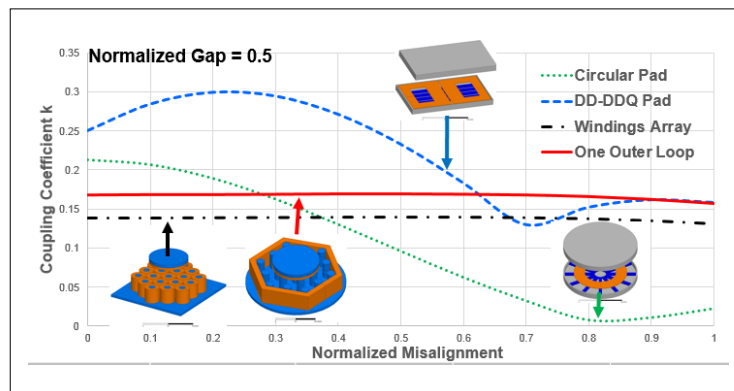 Normalized Gap = 0.5
Coupling Coefficient k
0.35
0.3
0.25
0.2
0.15
0.1
0.05
0
0
0.1
0.2
0.3
0.4
0.5
0.6
0.7
0.8
0.9
1
Normalized Misalignment
Circular Pad
DD-DDQ Pad
Windings Array
One Outer Loop